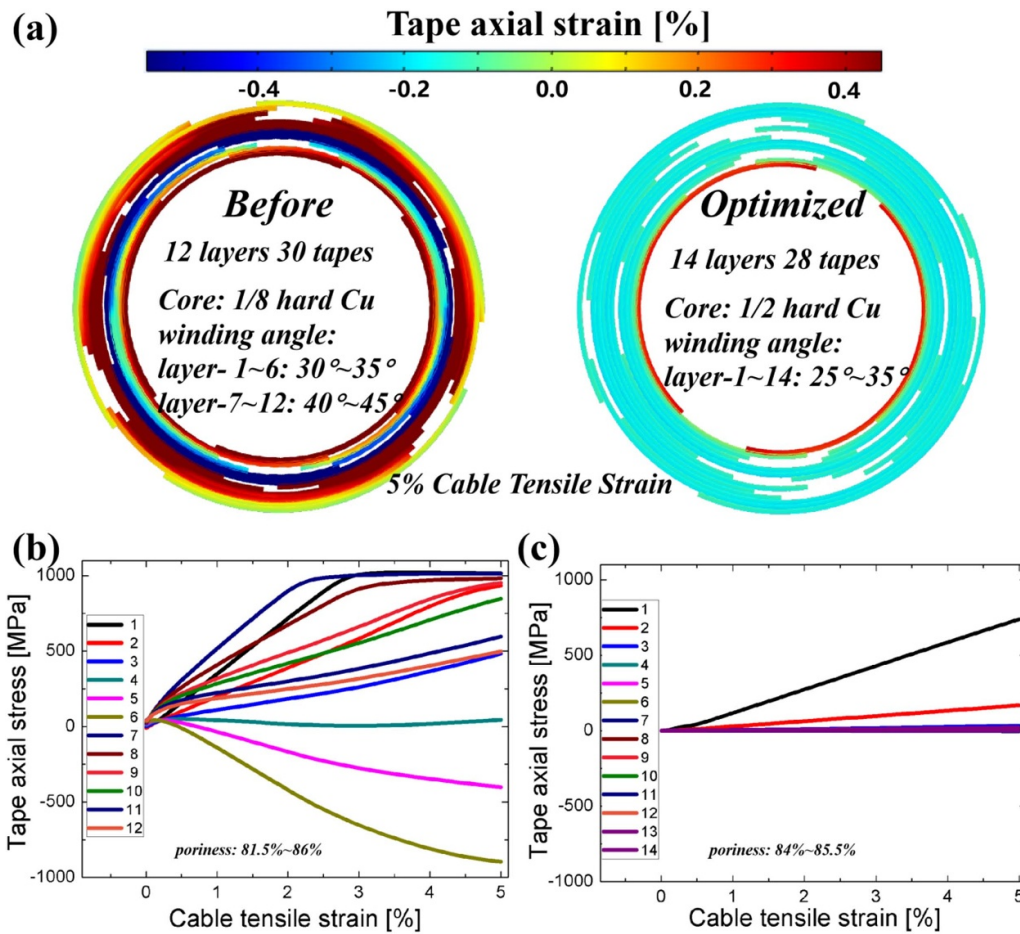 (a)
Tape axial strain [%]
-0.4 -0.2 0.0 0.2 0.4
Before
12 layers 30 tapes
Core: 1/8 hard Cu
winding angle:
layer- 1~6: 30°~35°
layer-7~12: 40°~45°
Optimized
14 layers 28 tapes
Core: 1/2 hard Cu
winding angle:
layer-1~14: 25°~35°
5% Cable Tensile Strain
(b)
Tape axial stress [MPa]
1000
500
0
-500
-1000
1
2
3
4
5
6
7
8
9
10
11
12
poriness: 81.5%~86%
0 1 2 3 4 5
Cable tensile strain [%]
(c)
Tape axial stress [MPa]
1000
500
0
-500
-1000
1
2
3
4
5
6
7
8
9
10
11
12
13
14
poriness: 84%~85.5%
0 1 2 3 4 5
Cable tensile strain [%]